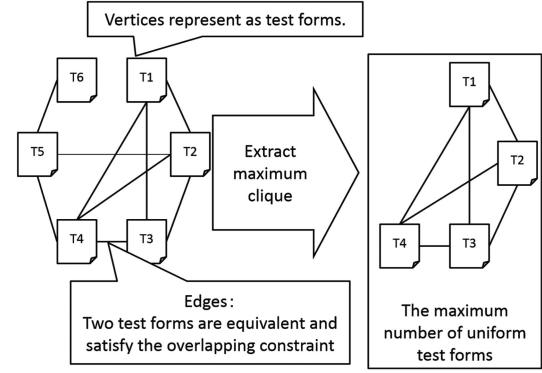 Vertices represent as test forms.
T6
T1
T5
T2
T4
T3
Edges:
Two test forms are equivalent and
satisfy the overlapping constraint
Extract
maximum
clique
T1
T2
T4
T3
The maximum
number of uniform
test forms